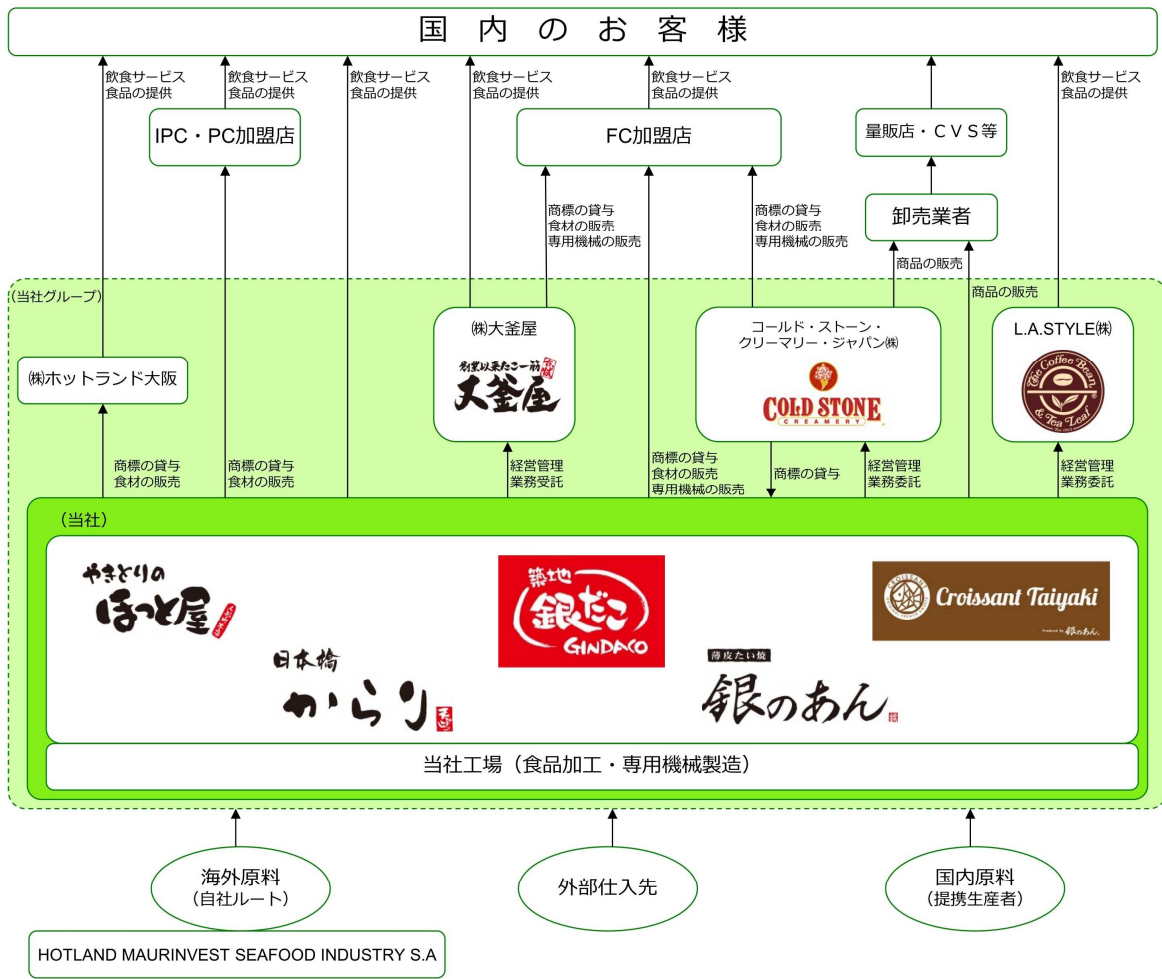 国内のお客様
飲食サービス
食品の提供
飲食サービス
食品の提供
飲食サービス
食品の提供
飲食サービス
食品の提供
飲食サービス
食品の提供
飲食サービス
食品の提供
IPC・PC加盟店
FC加盟店
量販店・CVS等
商標の貸与
食材の販売
専用機械の販売
商標の貸与
食材の販売
専用機械の販売
卸売業者
商品の販売
商品の販売
(当社グループ)
㈱ホットランド大阪
㈱大釜屋
創業以来たこ一筋
大釜屋
コールド・ストーン・
クリーマリー・ジャパン㈱
COLD STONE
CREAMERY
L.A.STYLE㈱
The Coffee Bean
& Tea Leaf
商標の貸与
食材の販売
商標の貸与
食材の販売
経営管理
業務受託
商標の貸与
食材の販売
専用機械の販売
商標の貸与
経営管理
業務委託
経営管理
業務委託
(当社)
やきとりの
ほっと屋
築地
銀だこ
GINDACO
CROISSANT
Croissant Taiyaki
Produced by 銀のあん。
日本橋
からり
薄皮たい焼
銀のあん
当社工場(食品加工・専用機械製造)
海外原料
(自社ルート)
外部仕入先
国内原料
(提携生産者)
HOTLAND MAURINVEST SEAFOOD INDUSTRY S.A